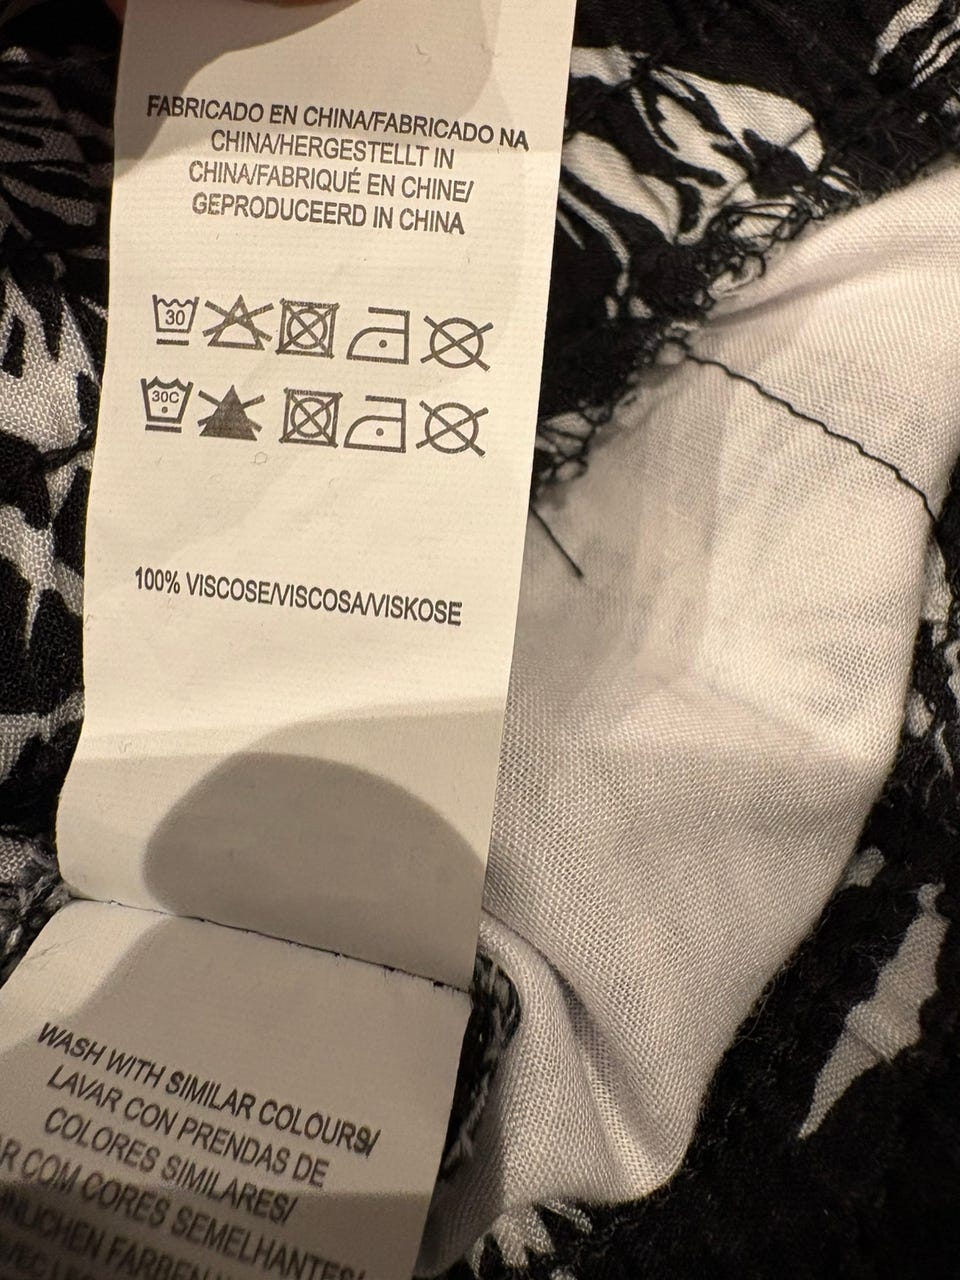 FABRICADO EN CHINA/FABRICADO NA
CHINA/HERGESTELLT IN
CHINA/FABRIQUÉ EN CHINE/
GEPRODUCEERD IN CHINA
30
30C
100% VISCOSE/VISCOSA/VISKOSE
WASH WITH SIMILAR COLOURS/
LAVAR CON PRENDAS DE
COLORES SIMILARES/
COM CORES SEMELHANTES/
FARBEN